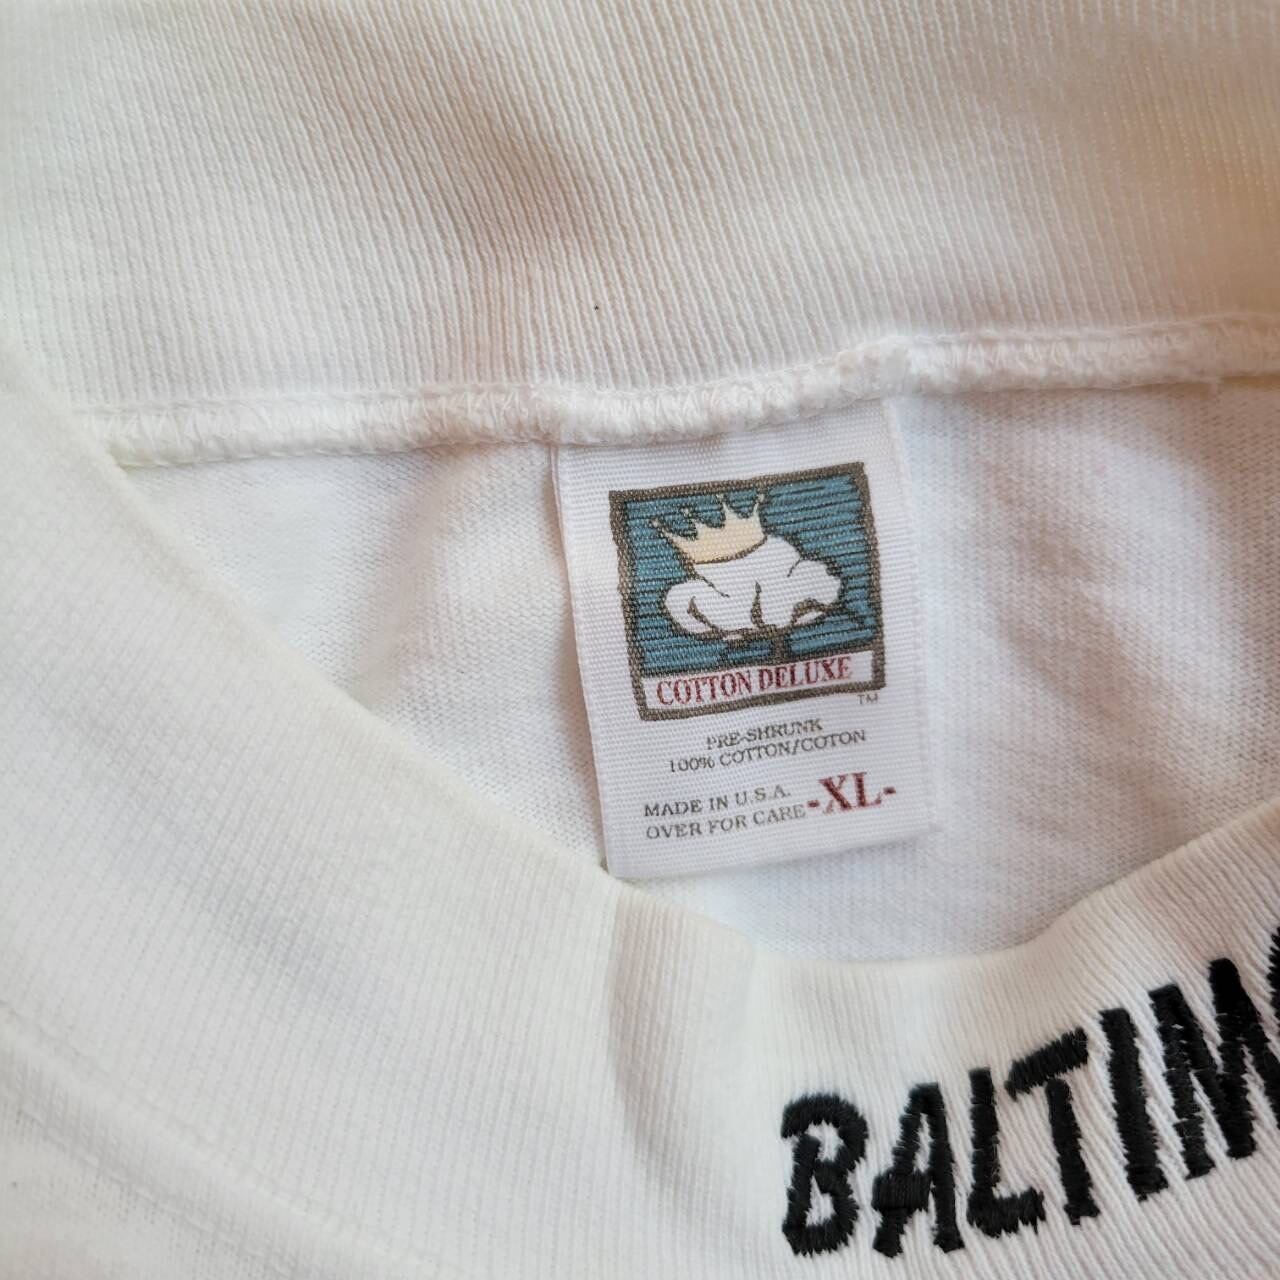 COTTON DELUXE
TM
PRE-SHRUNK
100% COTTON/COTON
MADE IN U.S.A.
OVER FOR CARE -XL-
BALTIM